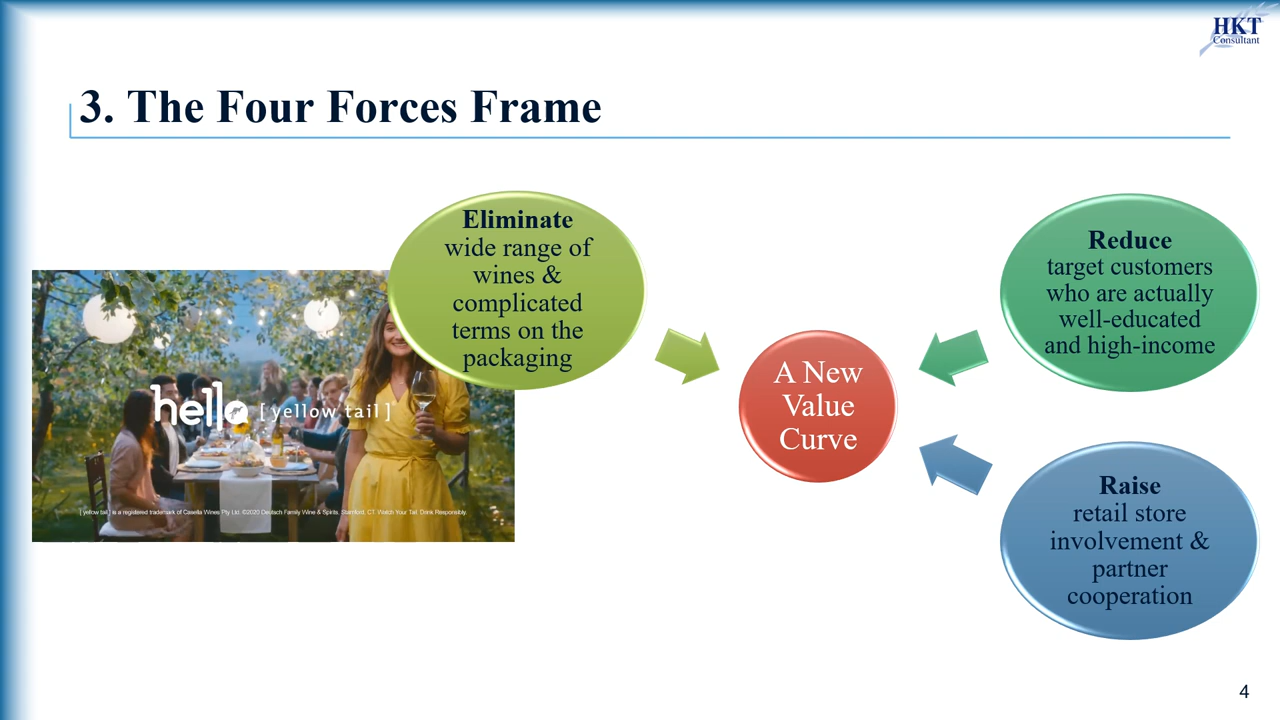 HKT
Consultant
3. The Four Forces Frame
Eliminate
wide range of
wines &
complicated
terms on the
packaging
hello [ yellow tail ]
[ yellow tail ] is a registered trademark of Casella Wines Pty Ltd. ©2020 Deutsch Family Wine & Spirits, Stamford, CT. Watch Your Tail. Drink Responsibly.
A New
Value
Curve
Reduce
target customers
who are actually
well-educated
and high-income
Raise
retail store
involvement &
partner
cooperation
4